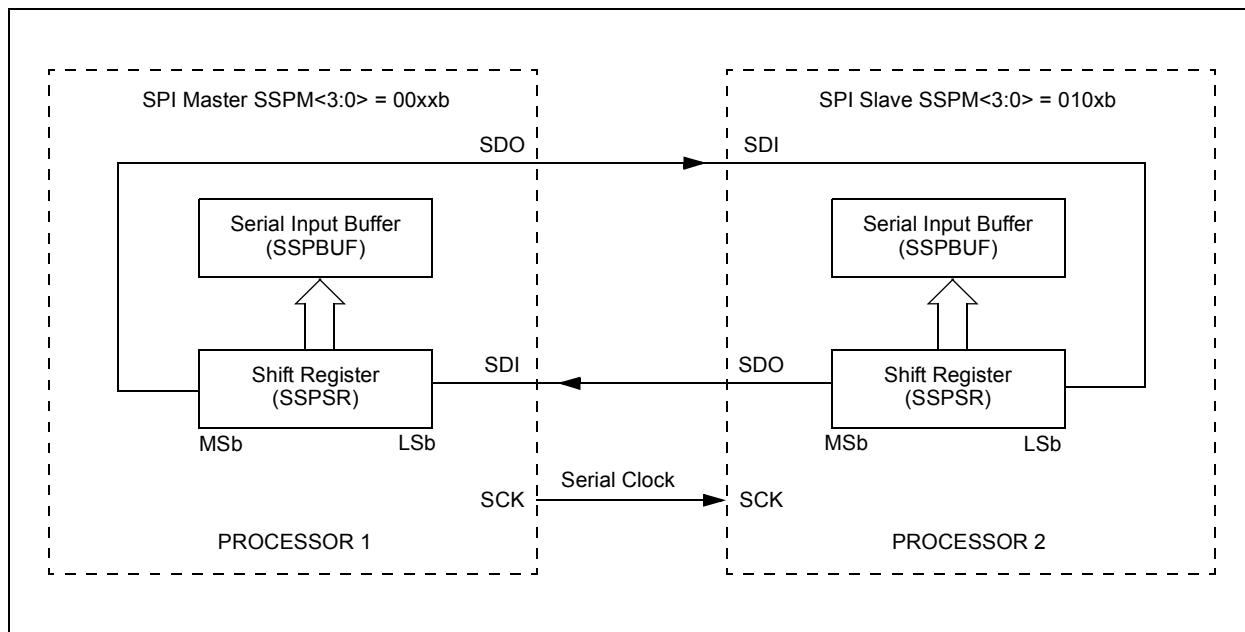 SPI Master SSPM<3:0> = 00xxb
SDO
Serial Input Buffer
(SSPBUF)
Shift Register
(SSPSR)
MSb
LSb
SDI
SCK
PROCESSOR 1
Serial Clock
SPI Slave SSPM<3:0> = 010xb
SDI
Serial Input Buffer
(SSPBUF)
SDO
Shift Register
(SSPSR)
MSb
LSb
SCK
PROCESSOR 2